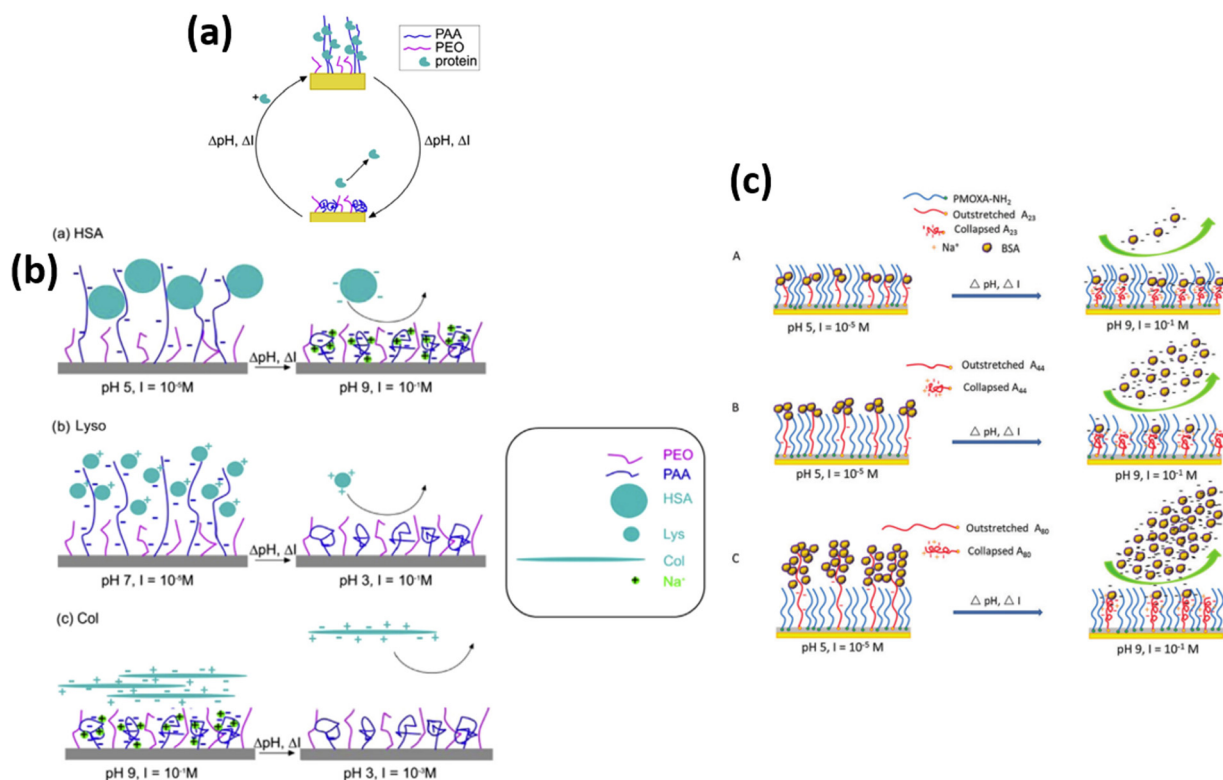 (a)
PAA
PEO
protein
+
ΔpH, ΔI
ΔpH, ΔI
(b)
(a) HSA
ΔpH, ΔI
pH 5, I = 10⁻⁵M
pH 9, I = 10⁻¹M
(b) Lyso
ΔpH, ΔI
pH 7, I = 10⁻⁵M
pH 3, I = 10⁻¹M
(c) Col
ΔpH, ΔI
pH 9, I = 10⁻¹M
pH 3, I = 10⁻³M
PEO
PAA
HSA
Lys
Col
Na⁺
(c)
PMOXA-NH₂
Outstretched A₂₃
Collapsed A₂₃
Na⁺
BSA
A
△ pH, △ I
pH 5, I = 10⁻⁵ M
pH 9, I = 10⁻¹ M
Outstretched A₄₄
Collapsed A₄₄
B
△ pH, △ I
pH 5, I = 10⁻⁵ M
pH 9, I = 10⁻¹ M
Outstretched A₈₀
Collapsed A₈₀
C
△ pH, △ I
pH 5, I = 10⁻⁵ M
pH 9, I = 10⁻¹ M